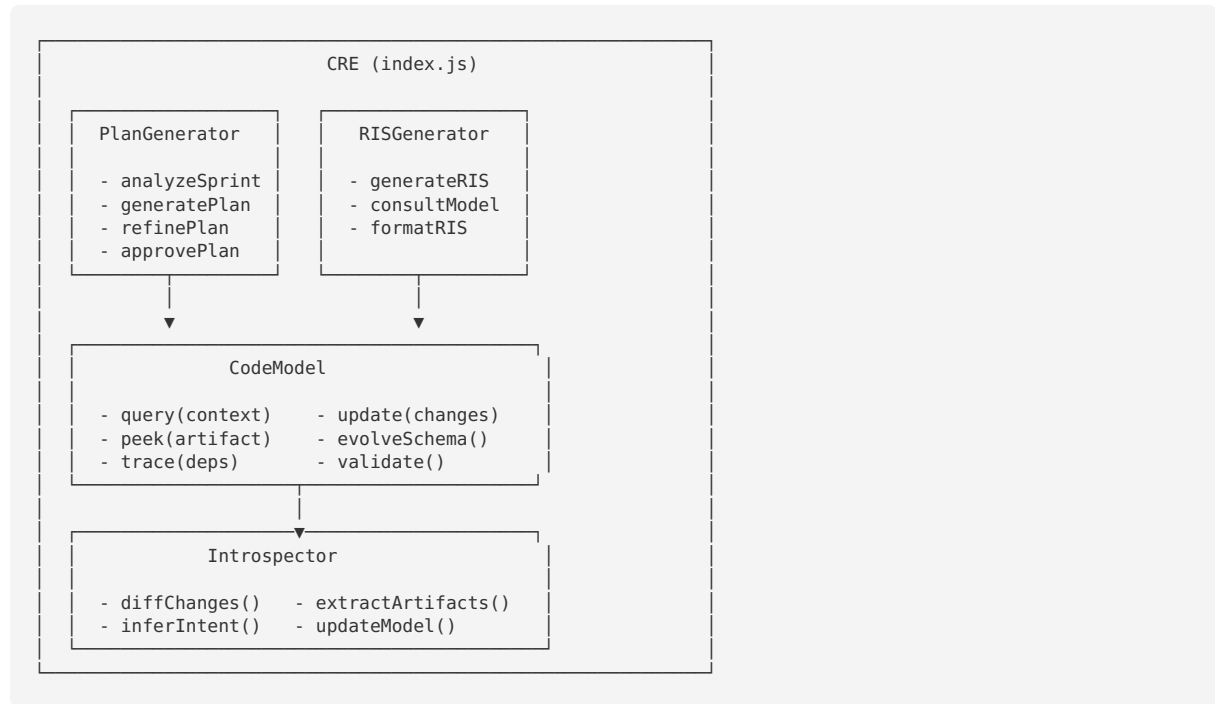 CRE (index.js)
PlanGenerator RISGenerator
- analyzeSprint - generateRIS
- generatePlan - consultModel
- refinePlan - formatRIS
- approvePlan
CodeModel
- query(context) - update(changes)
- peek(artifact) - evolveSchema()
- trace(deps) - validate()
Introspector
- diffChanges() - extractArtifacts()
- inferIntent() - updateModel()